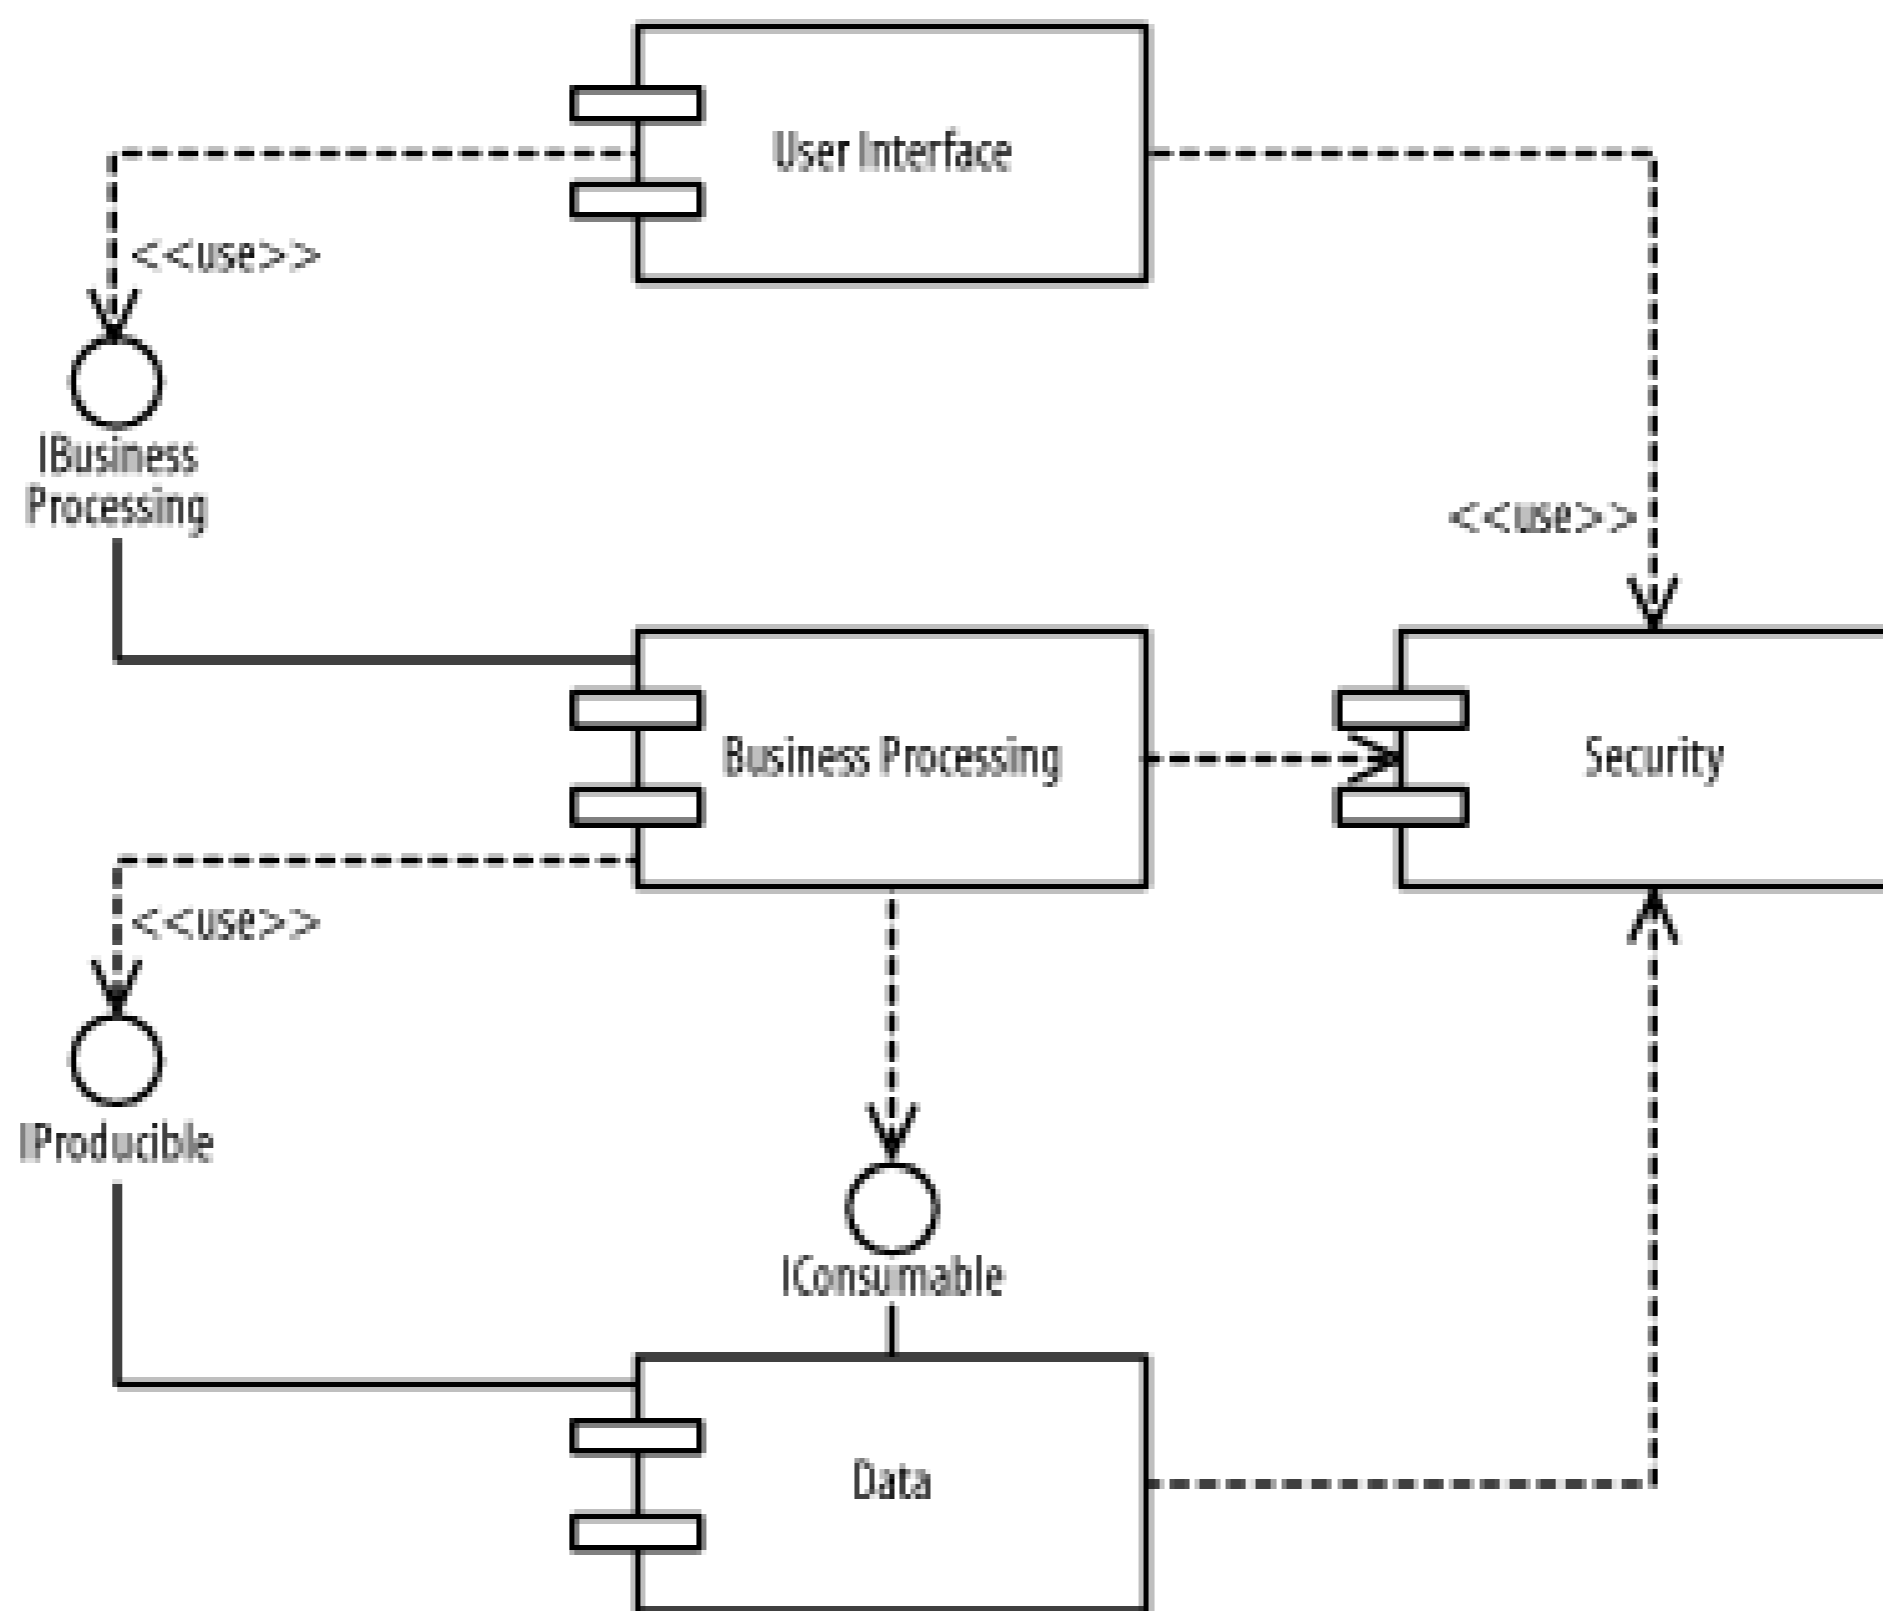 User Interface
<<use>>
IBusiness
Processing
<<use>>
Business Processing
Security
<<use>>
IProducible
IConsumable
Data